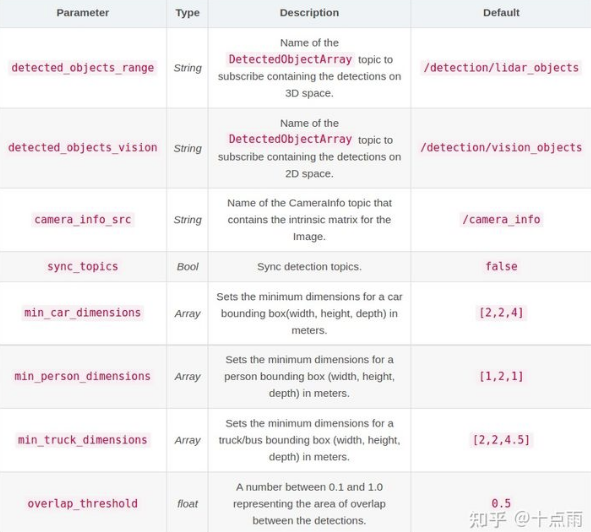 Parameter Type Description Default
Name of the
detected_objects_range String DetectedObjectArray topic to /detection/lidar_objects
subscribe containing the detections on
3D space.
Name of the
detected_objects_vision String DetectedObjectArray topic to /detection/vision_objects
subscribe containing the detections on
2D space.
Name of the CameraInfo topic that
camera_info_src String contains the intrinsic matrix for the /camera_info
Image.
sync_topics Bool Sync detection topics. false
Sets the minimum dimensions for a car
min_car_dimensions Array bounding box(width, height, depth) in [2,2,4]
meters.
Sets the minimum dimensions for a
min_person_dimensions Array person bounding box (width, height, [1,2,1]
depth) in meters.
Sets the minimum dimensions for a
min_truck_dimensions Array truck/bus bounding box (width, height, [2,2,4.5]
depth) in meters.
A number between 0.1 and 1.0
overlap_threshold float representing the area of overlap 0.5
between the detections.
知乎 @十点雨